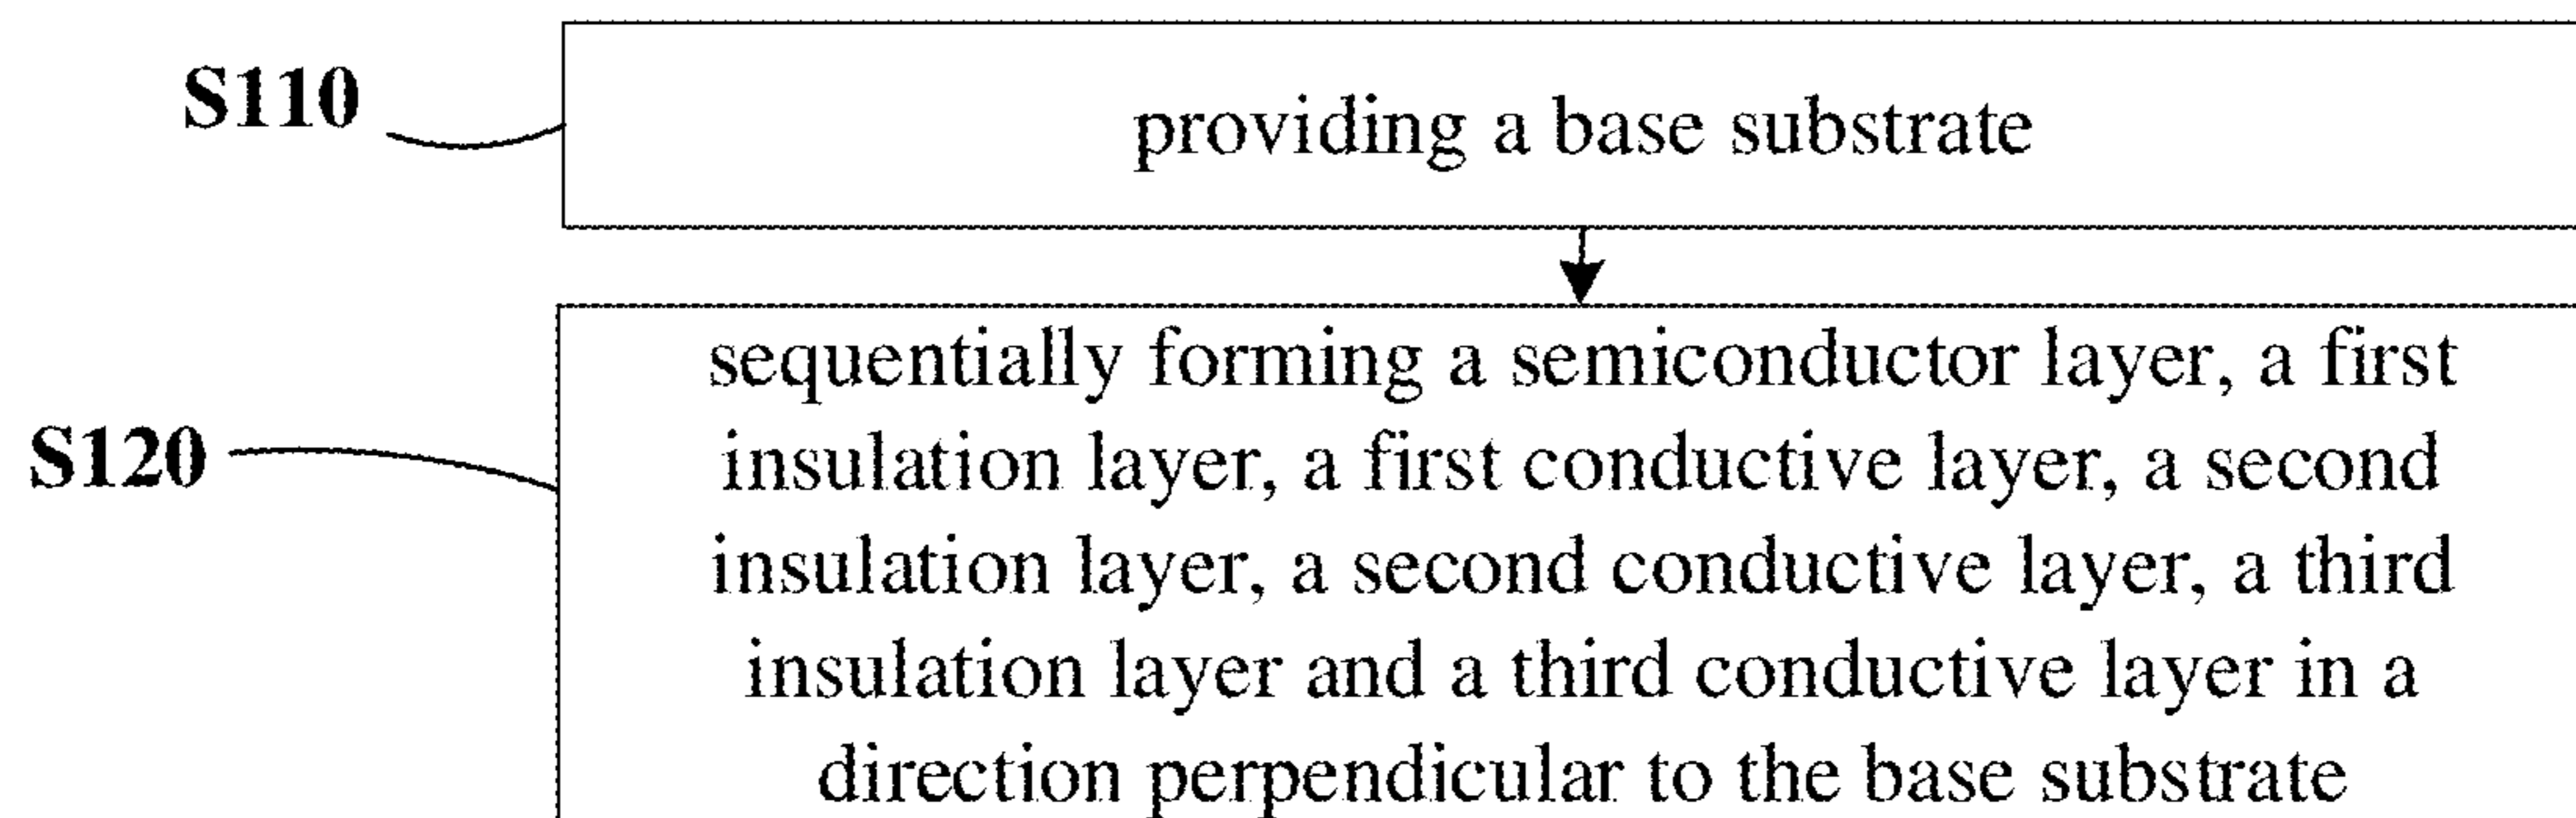 S110
providing a base substrate
S120
sequentially forming a semiconductor layer, a first
insulation layer, a first conductive layer, a second
insulation layer, a second conductive layer, a third
insulation layer and a third conductive layer in a
direction perpendicular to the base substrate